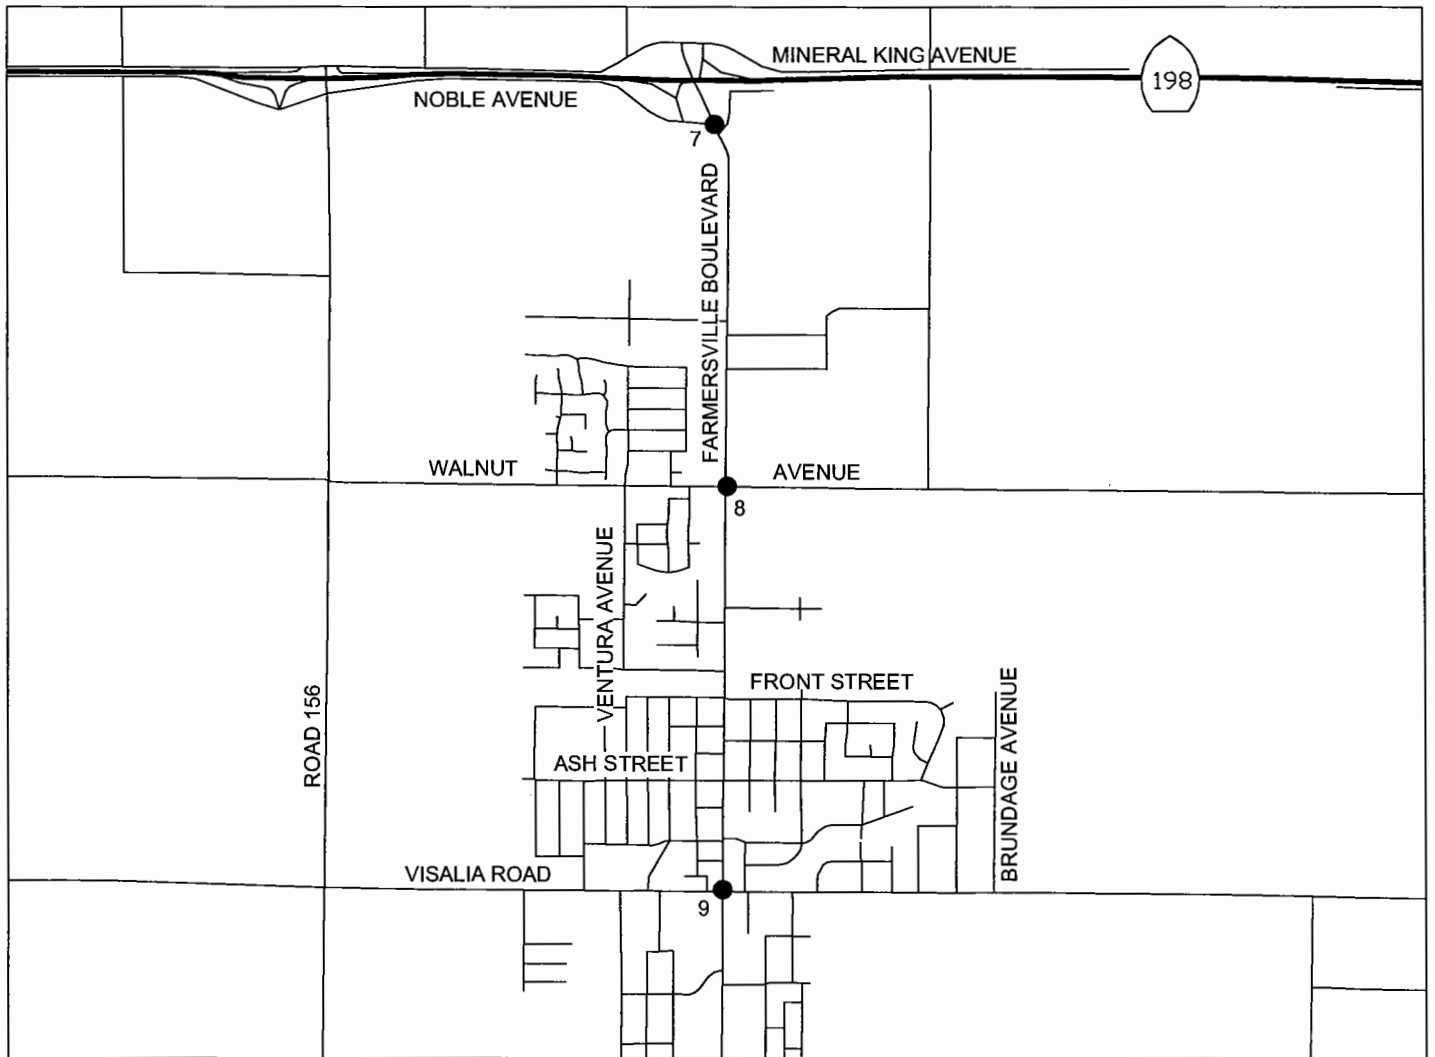 MINERAL KING AVENUE
198
NOBLE AVENUE
7
FARMERSVILLE BOULEVARD
WALNUT AVENUE
8
VENTURA AVENUE
FRONT STREET
ROAD 156
BRUNDAGE AVENUE
ASH STREET
VISALIA ROAD
9